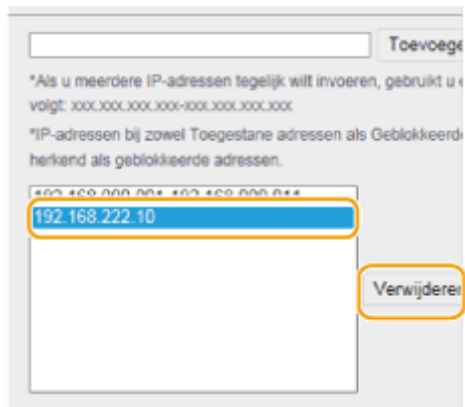 Toevoege
*Als u meerdere IP-adressen tegelijk wilt invoeren, gebruikt u e
volgt: xxx.xxx.xxx.xxx-xxx.xxx.xxx.xxx
*IP-adressen bij zowel Toegestane adressen als Geblokkeerde
herkend als geblokkeerde adressen.
192.168.222.10
Verwijderen